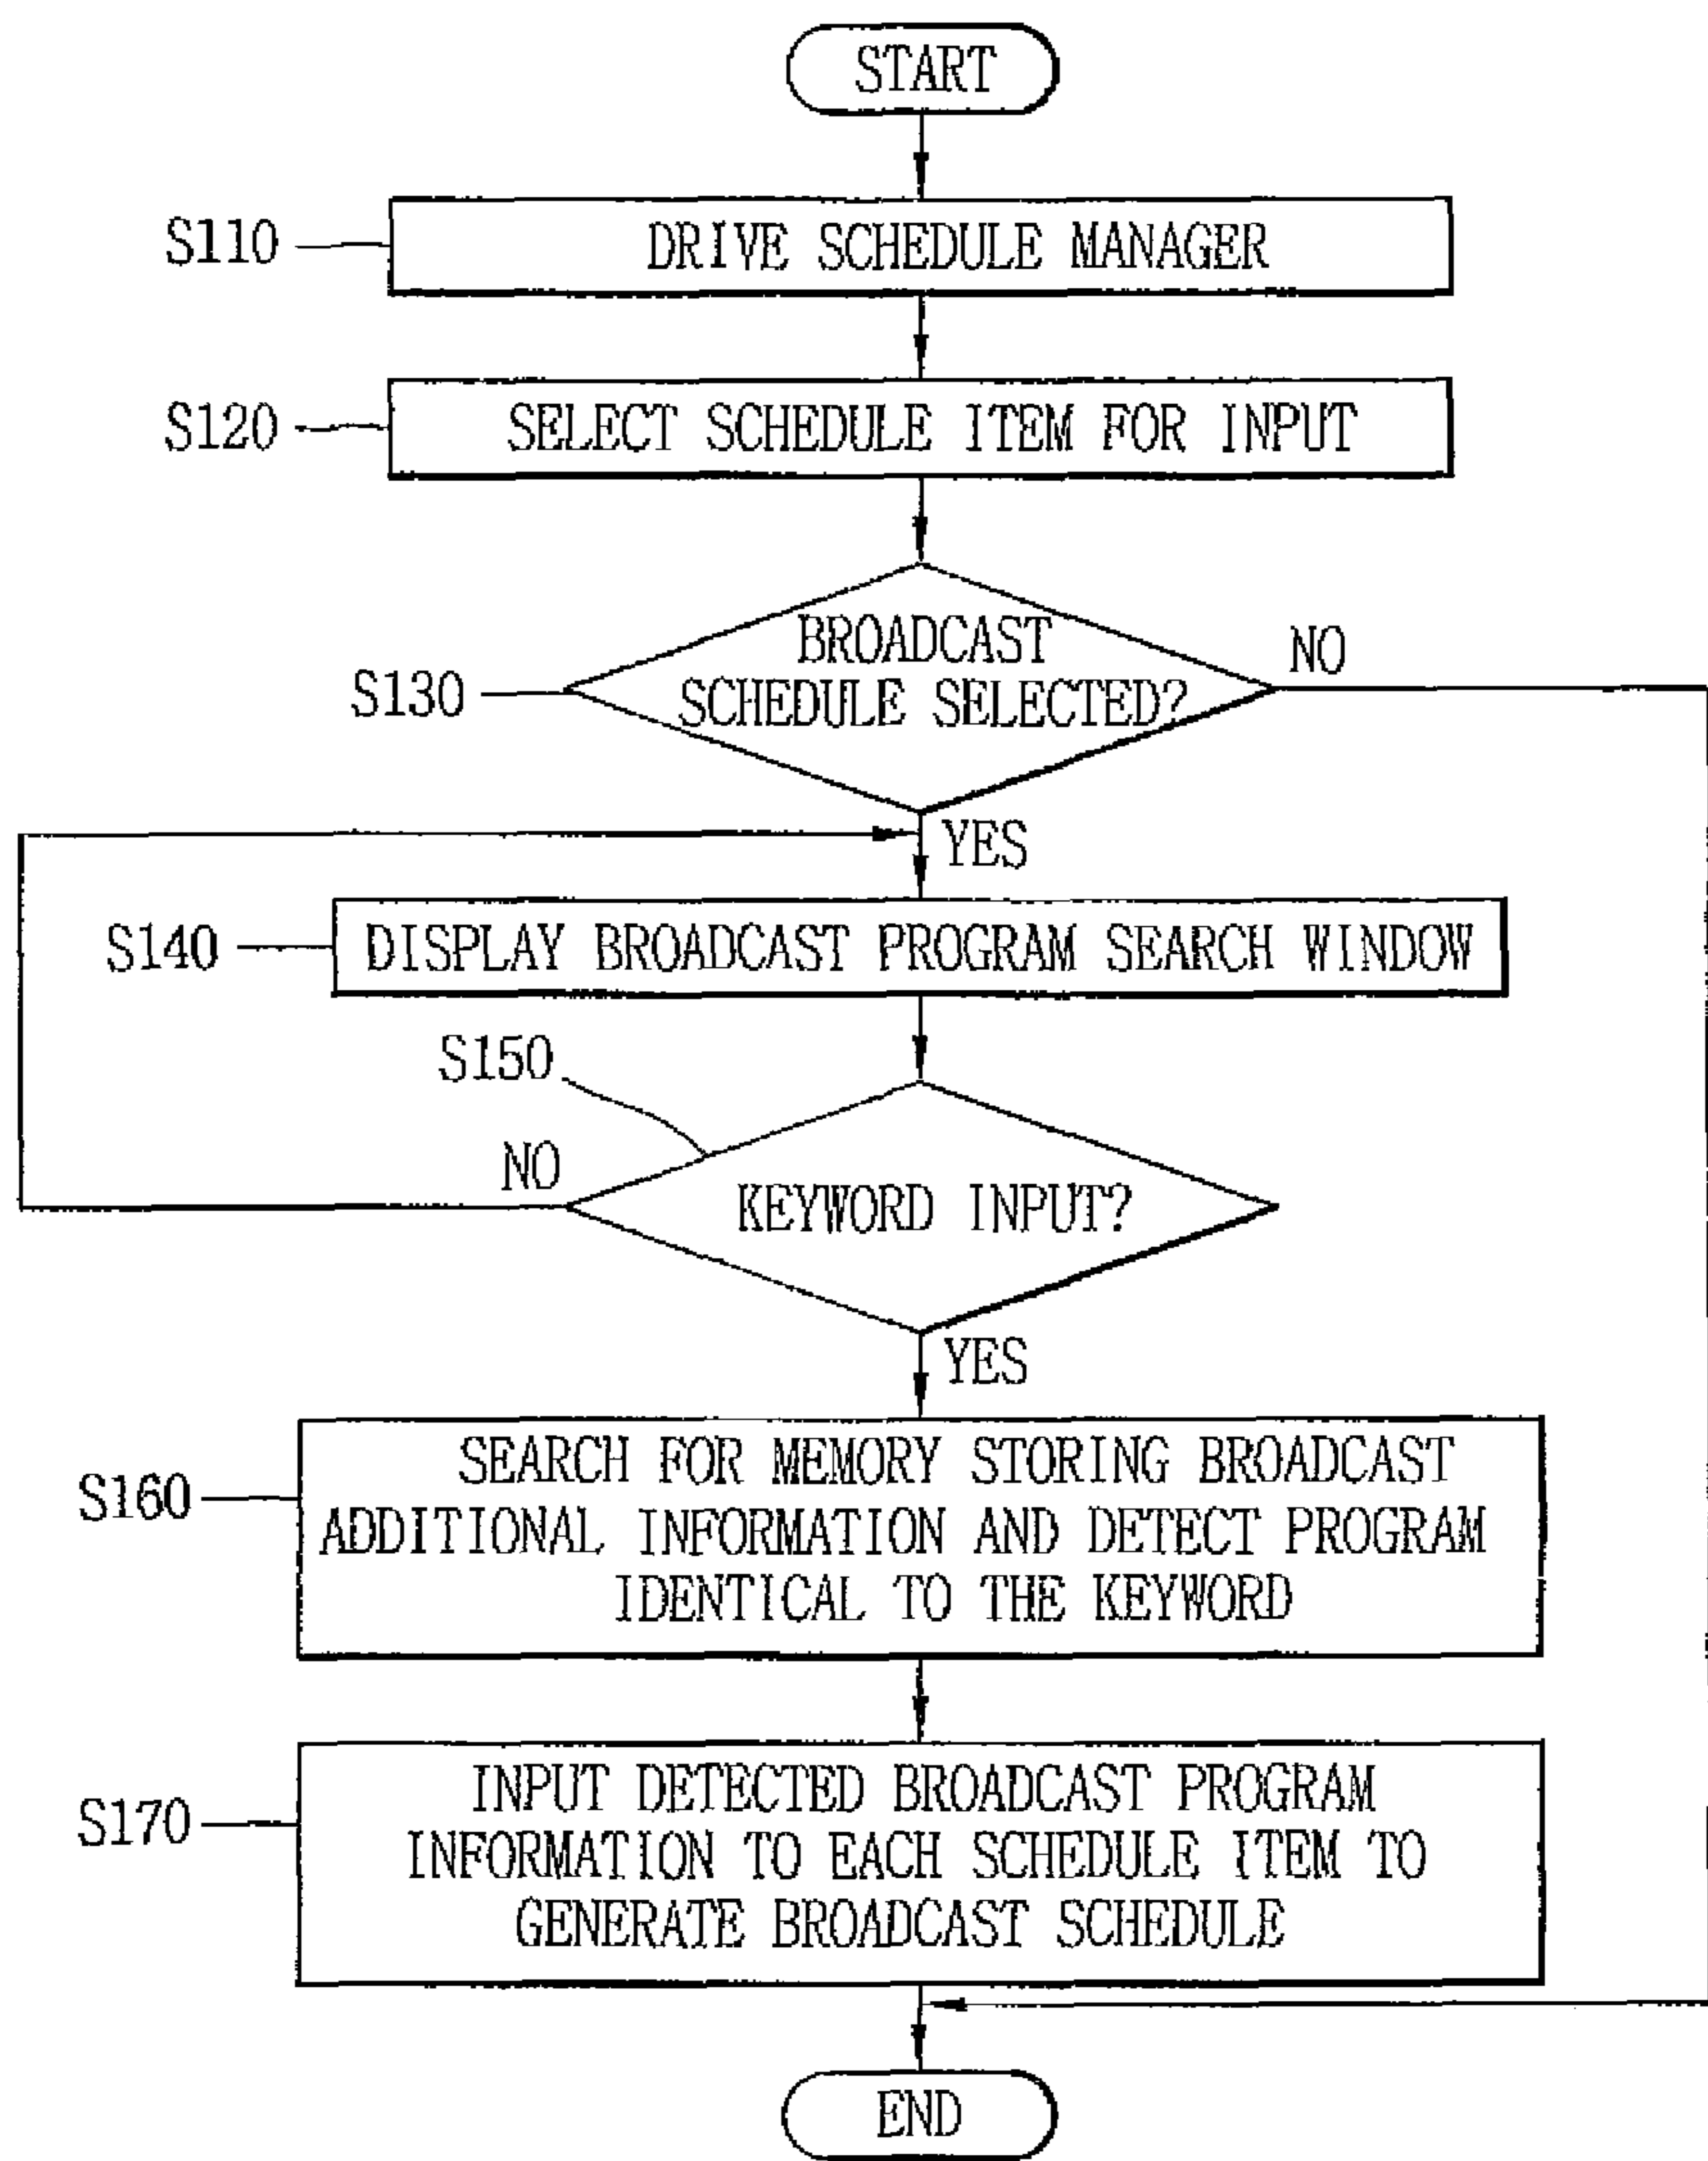 START
S110
DRIVE SCHEDULE MANAGER
S120
SELECT SCHEDULE ITEM FOR INPUT
S130
BROADCAST
SCHEDULE SELECTED?
NO
YES
S140
DISPLAY BROADCAST PROGRAM SEARCH WINDOW
S150
NO
KEYWORD INPUT?
YES
S160
SEARCH FOR MEMORY STORING BROADCAST
ADDITIONAL INFORMATION AND DETECT PROGRAM
IDENTICAL TO THE KEYWORD
S170
INPUT DETECTED BROADCAST PROGRAM
INFORMATION TO EACH SCHEDULE ITEM TO
GENERATE BROADCAST SCHEDULE
END